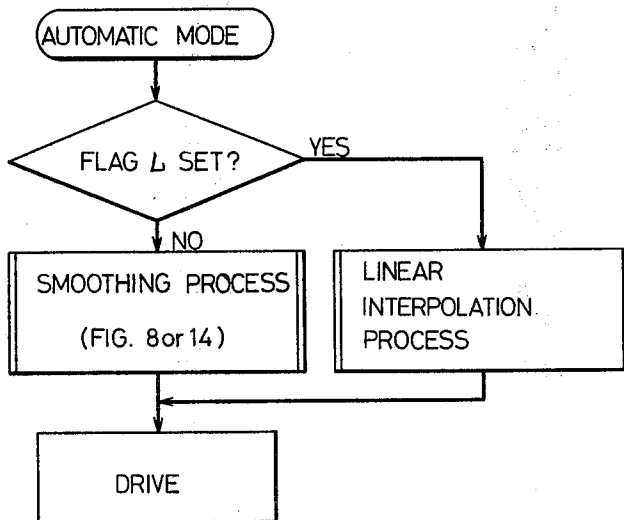 AUTOMATIC MODE
FLAG L SET?
YES
NO
SMOOTHING PROCESS
(FIG. 8 or 14)
LINEAR
INTERPOLATION
PROCESS
DRIVE